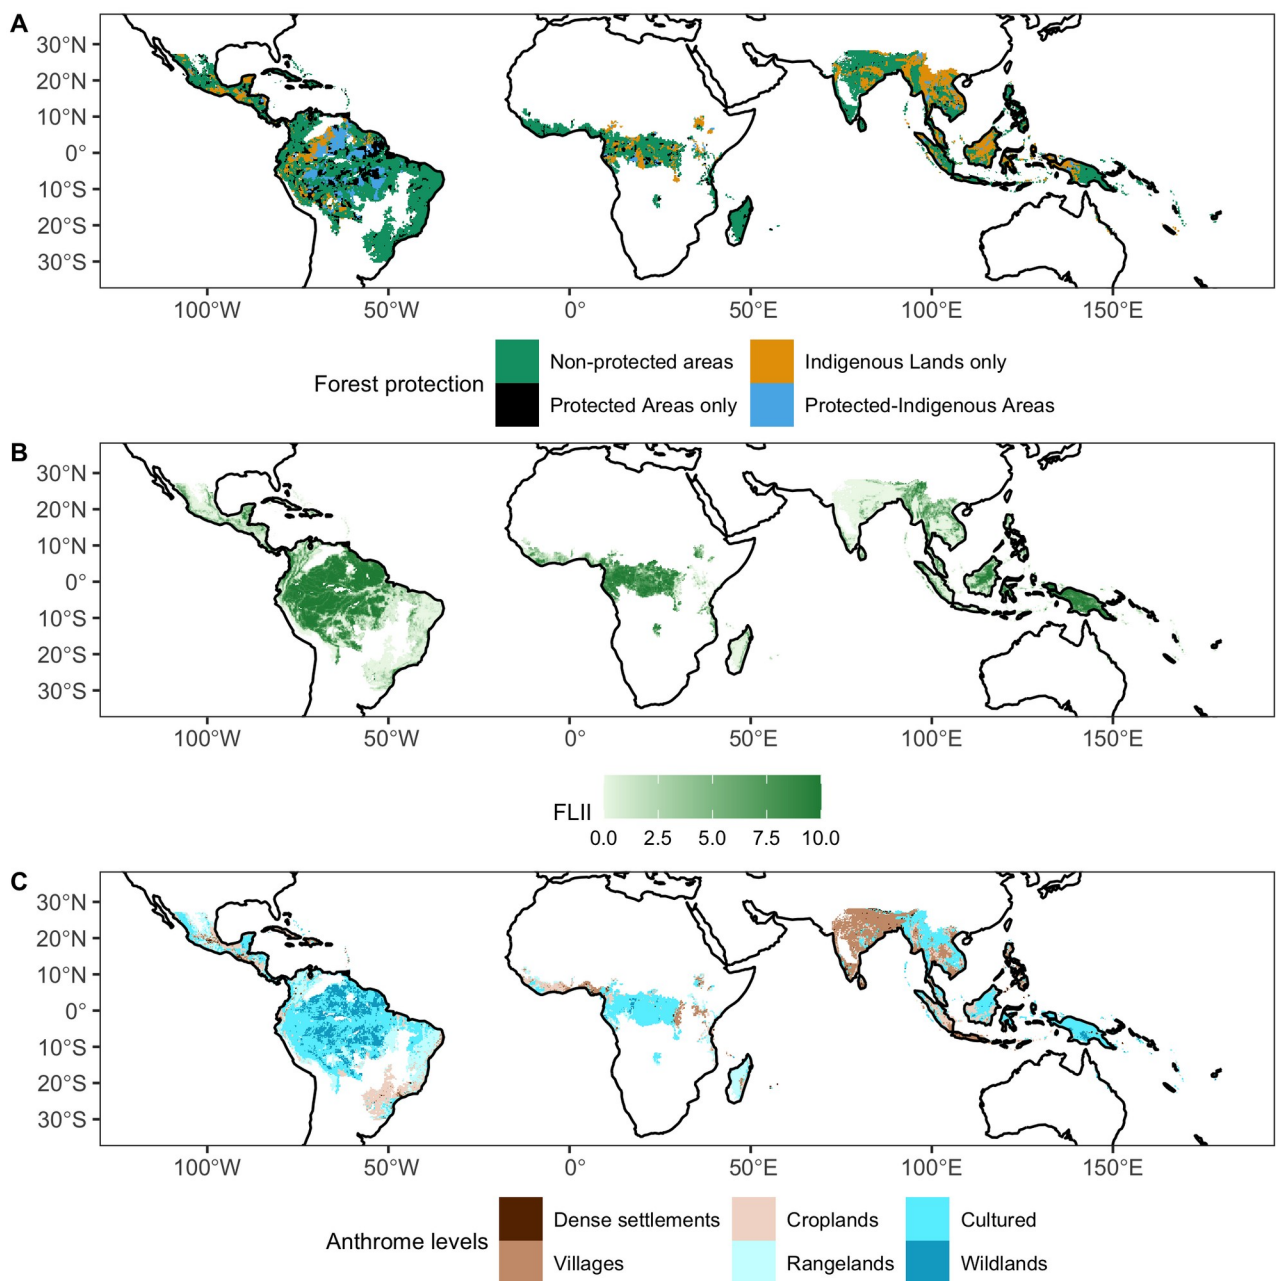 A
30°N
20°N
10°N
0°
10°S
20°S
30°S
100°W 50°W 0° 50°E 100°E 150°E
Forest protection
Non-protected areas
Indigenous Lands only
Protected Areas only
Protected-Indigenous Areas
B
30°N
20°N
10°N
0°
10°S
20°S
30°S
100°W 50°W 0° 50°E 100°E 150°E
FLII
0.0 2.5 5.0 7.5 10.0
C
30°N
20°N
10°N
0°
10°S
20°S
30°S
100°W 50°W 0° 50°E 100°E 150°E
Anthrome levels
Dense settlements
Croplands
Cultured
Villages
Rangelands
Wildlands